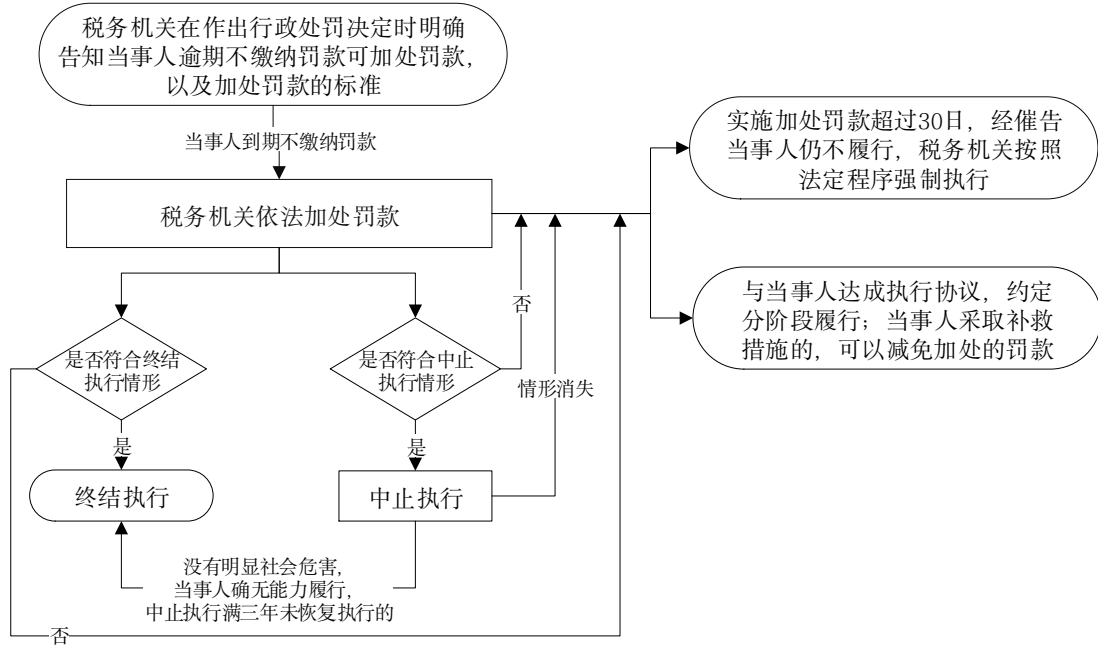 税务机关在作出行政处罚决定时明确
告知当事人逾期不缴纳罚款可加处罚款，
以及加处罚款的标准
当事人到期不缴纳罚款
税务机关依法加处罚款
实施加处罚款超过30日，经催告
当事人仍不履行，税务机关按照
法定程序强制执行
与当事人达成执行协议，约定
分阶段履行；当事人采取补救
措施的，可以减免加处的罚款
否
是否符合终结
执行情形
是否符合中止
执行情形
情形消失
是
是
终结执行
中止执行
没有明显社会危害，
当事人确无能力履行，
中止执行满三年未恢复执行的
否